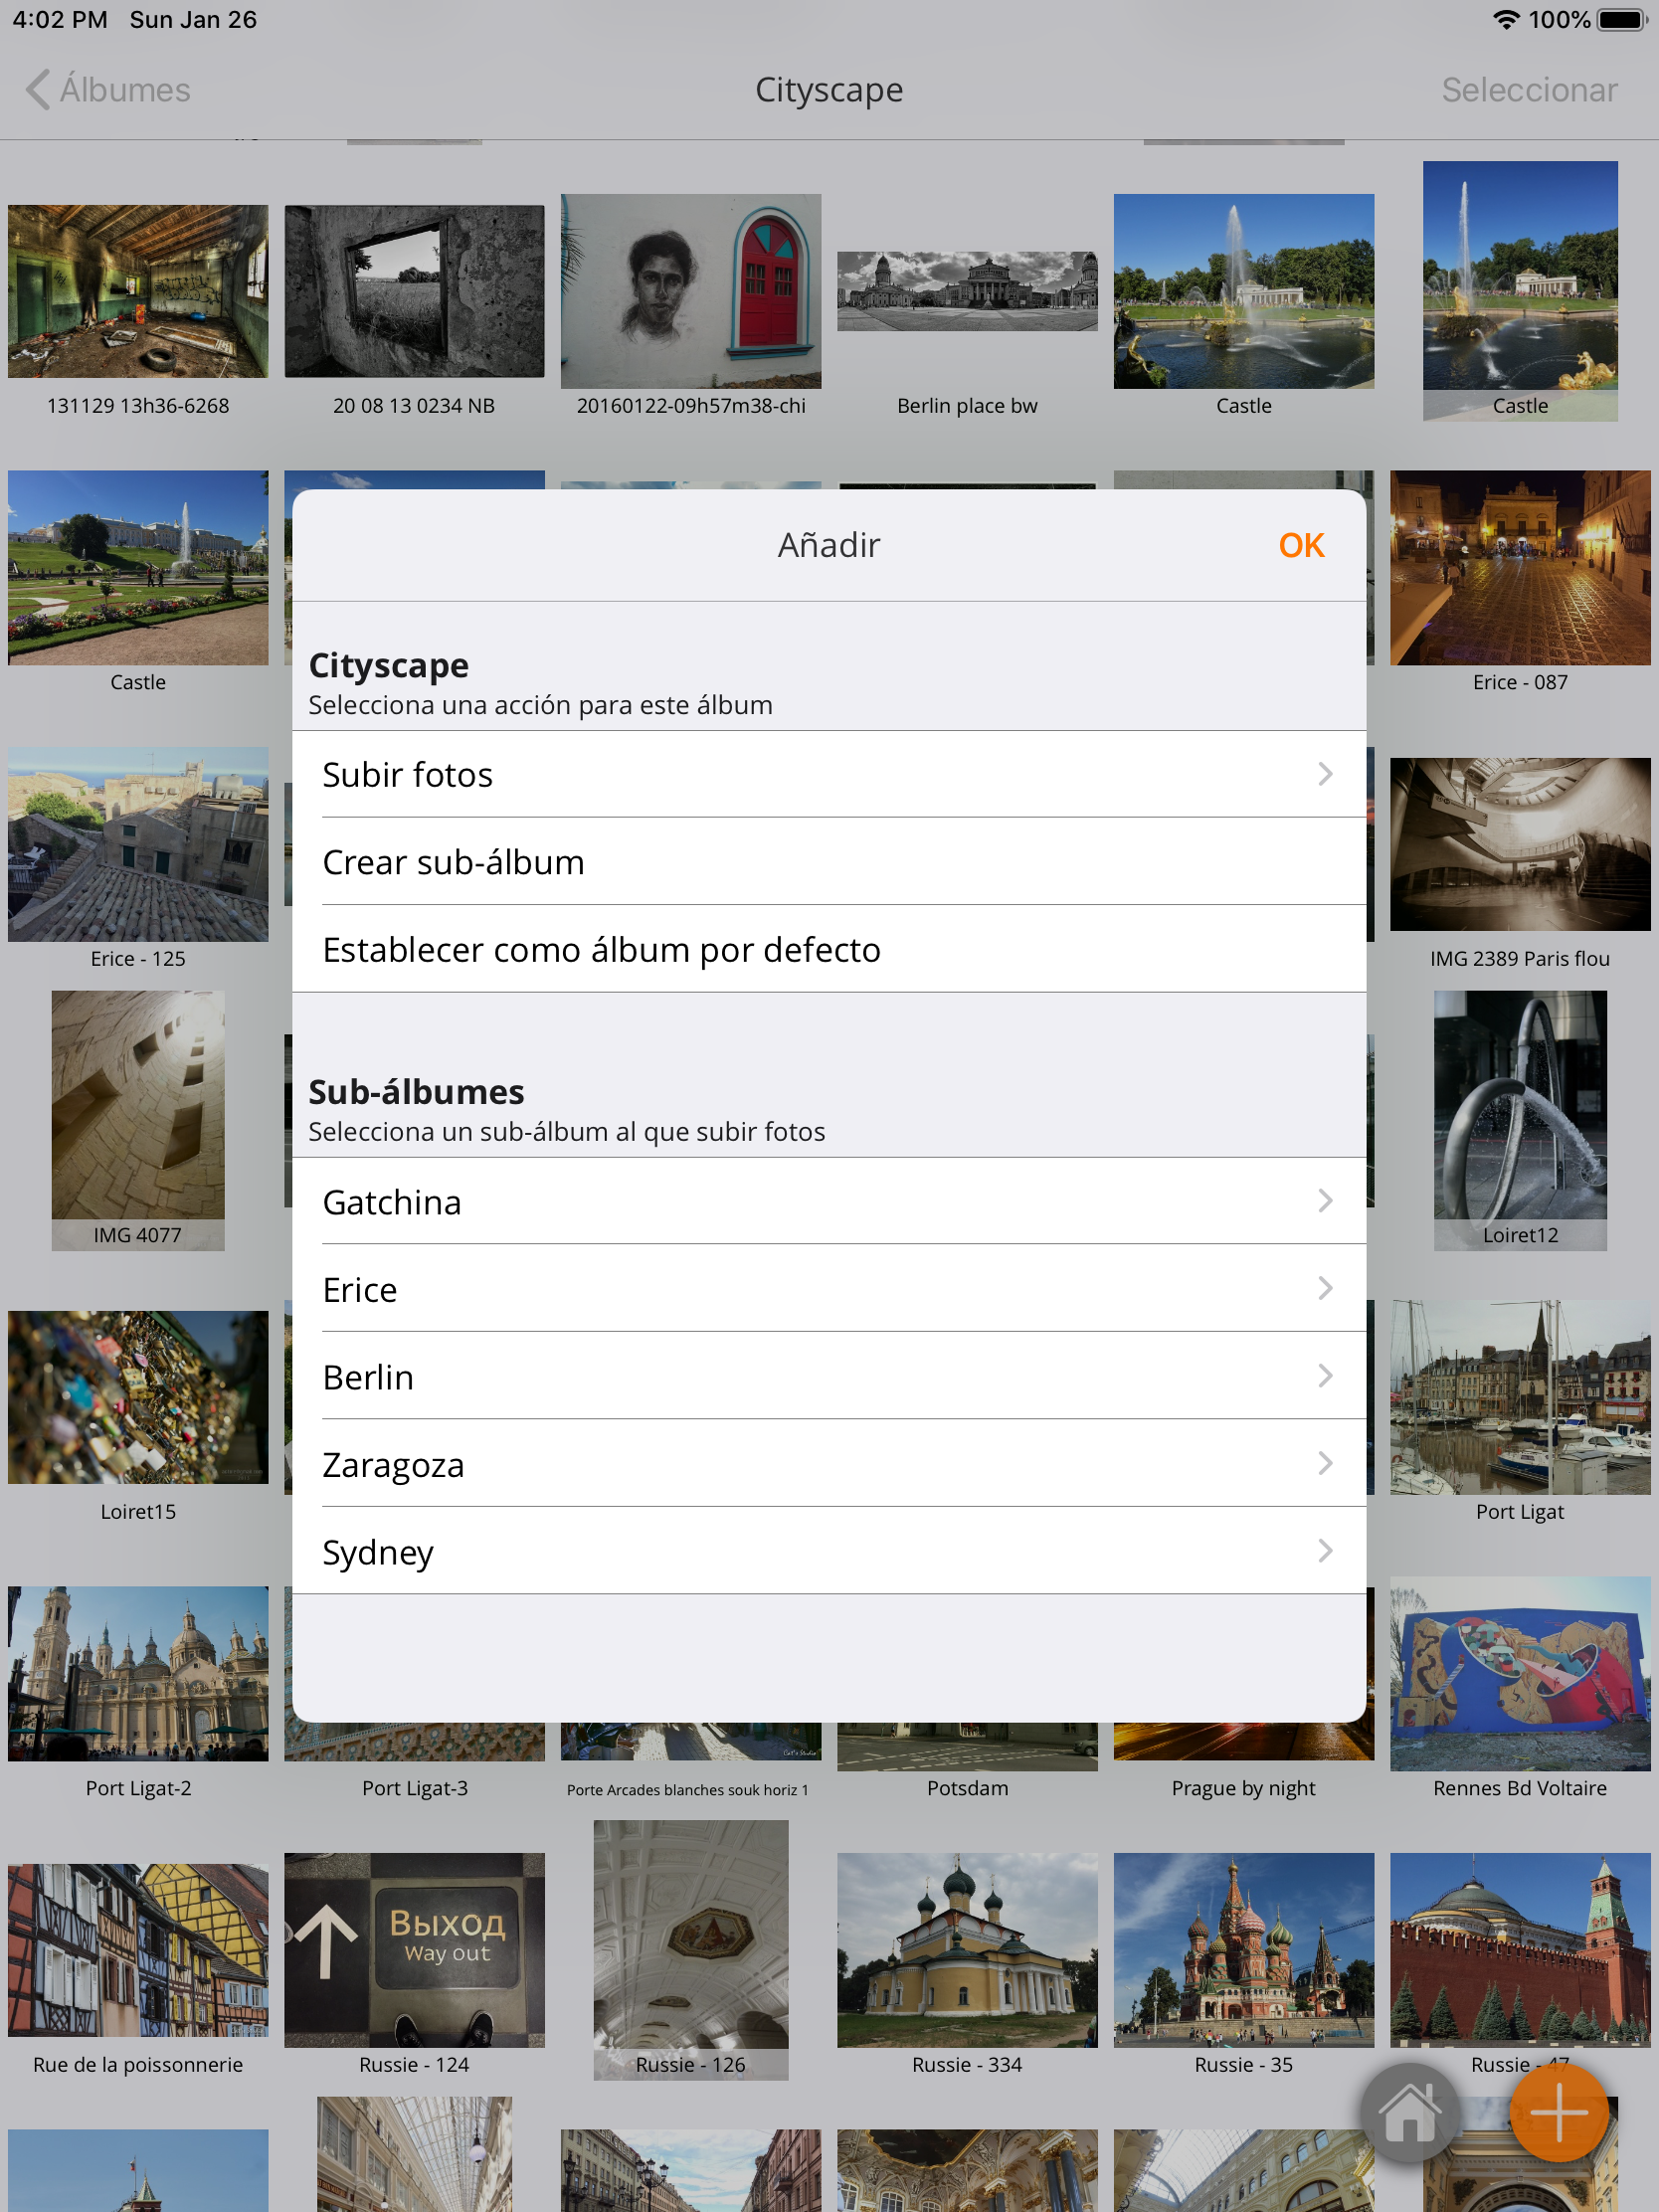 4:02 PM Sun Jan 26
100%
Álbumes
Cityscape
Seleccionar
131129 13h36-6268
20 08 13 0234 NB
20160122-09h57m38-chi
Berlin place bw
Castle
Castle
Castle
Erice - 087
Añadir
OK
Cityscape
Selecciona una acción para este álbum
Subir fotos
Crear sub-álbum
Establecer como álbum por defecto
Erice - 125
IMG 2389 Paris flou
Sub-álbumes
Selecciona un sub-álbum al que subir fotos
Gatchina
Erice
Berlin
Zaragoza
Sydney
IMG 4077
Loiret12
Loiret15
Port Ligat
Port Ligat-2
Port Ligat-3
Porte Arcades blanches souk horiz 1
Potsdam
Prague by night
Rennes Bd Voltaire
Выход
Way out
Rue de la poissonnerie
Russie - 124
Russie - 126
Russie - 334
Russie - 35
Russie - 47